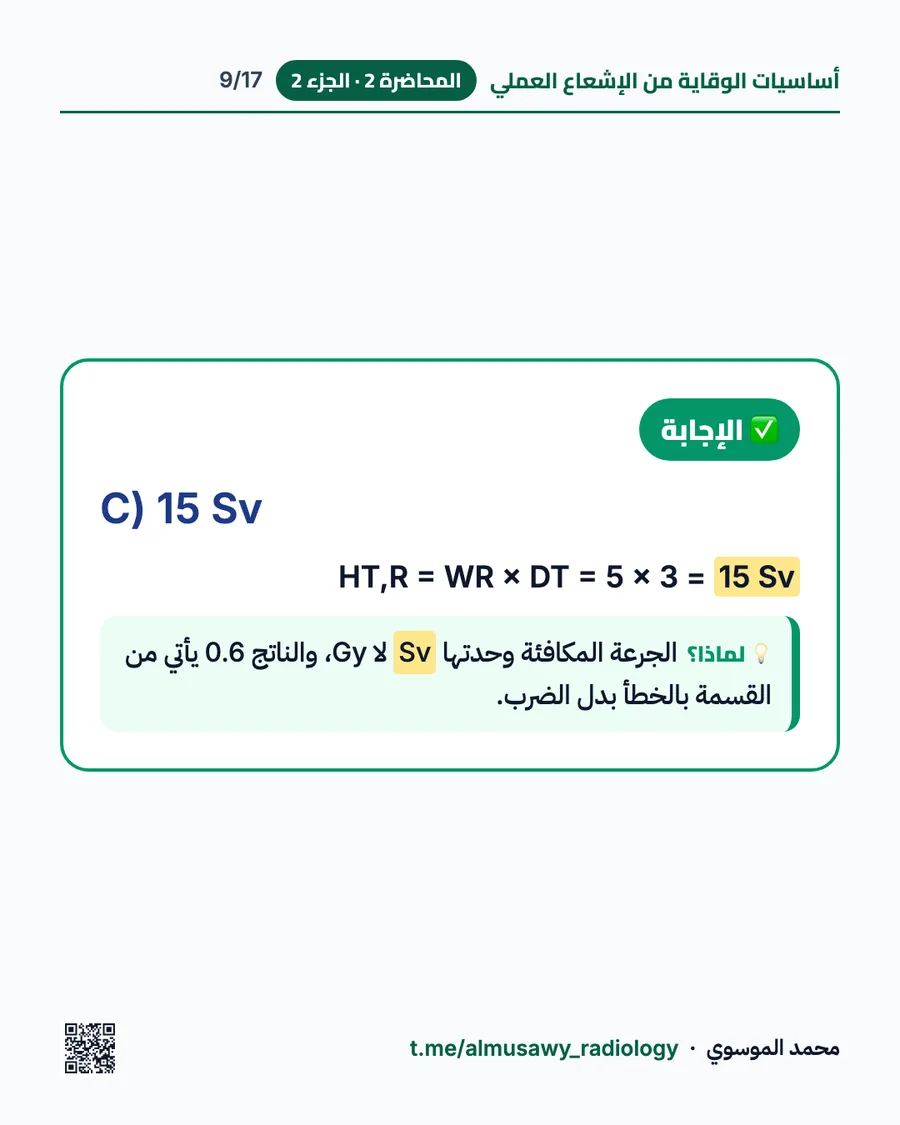 أساسيات الوقاية من الإشعاع العملي المحاضرة 2 · الجزء 2 9/17
✅ الإجابة
C) 15 Sv
HT,R = WR × DT = 5 × 3 = 15 Sv
💡 لماذا؟ الجرعة المكافئة وحدتها Sv لا Gy، والناتج 0.6 يأتي من
القسمة بالخطأ بدل الضرب.
محمد الموسوي · t.me/almusawy_radiology